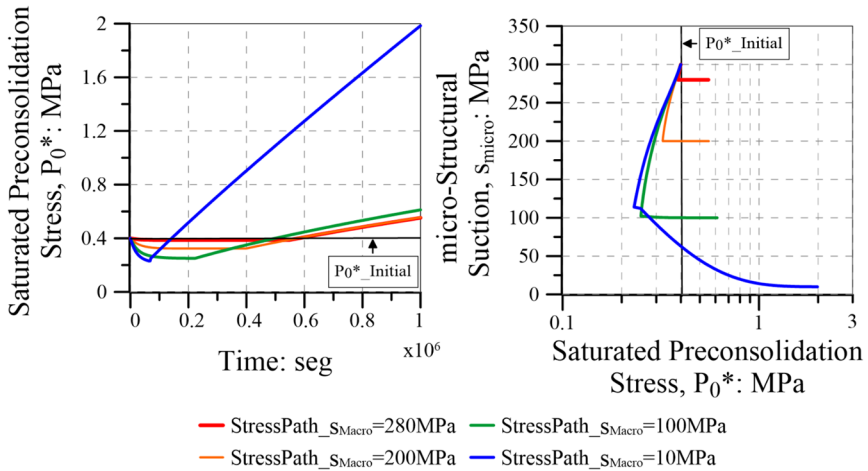 Saturated Preconsolidation
Stress, P₀*: MPa
2
1.6
1.2
0.8
0.4
0
P₀*_Initial
0 0.2 0.4 0.6 0.8 1
x10⁶
Time: seg
micro-Structural
Suction, sₘᵢcᵣₒ: MPa
350
300
250
200
150
100
50
0
P₀*_Initial
0.1 1 3
Saturated Preconsolidation
Stress, P₀*: MPa
StressPath_sMacro=280MPa
StressPath_sMacro=100MPa
StressPath_sMacro=200MPa
StressPath_sMacro=10MPa